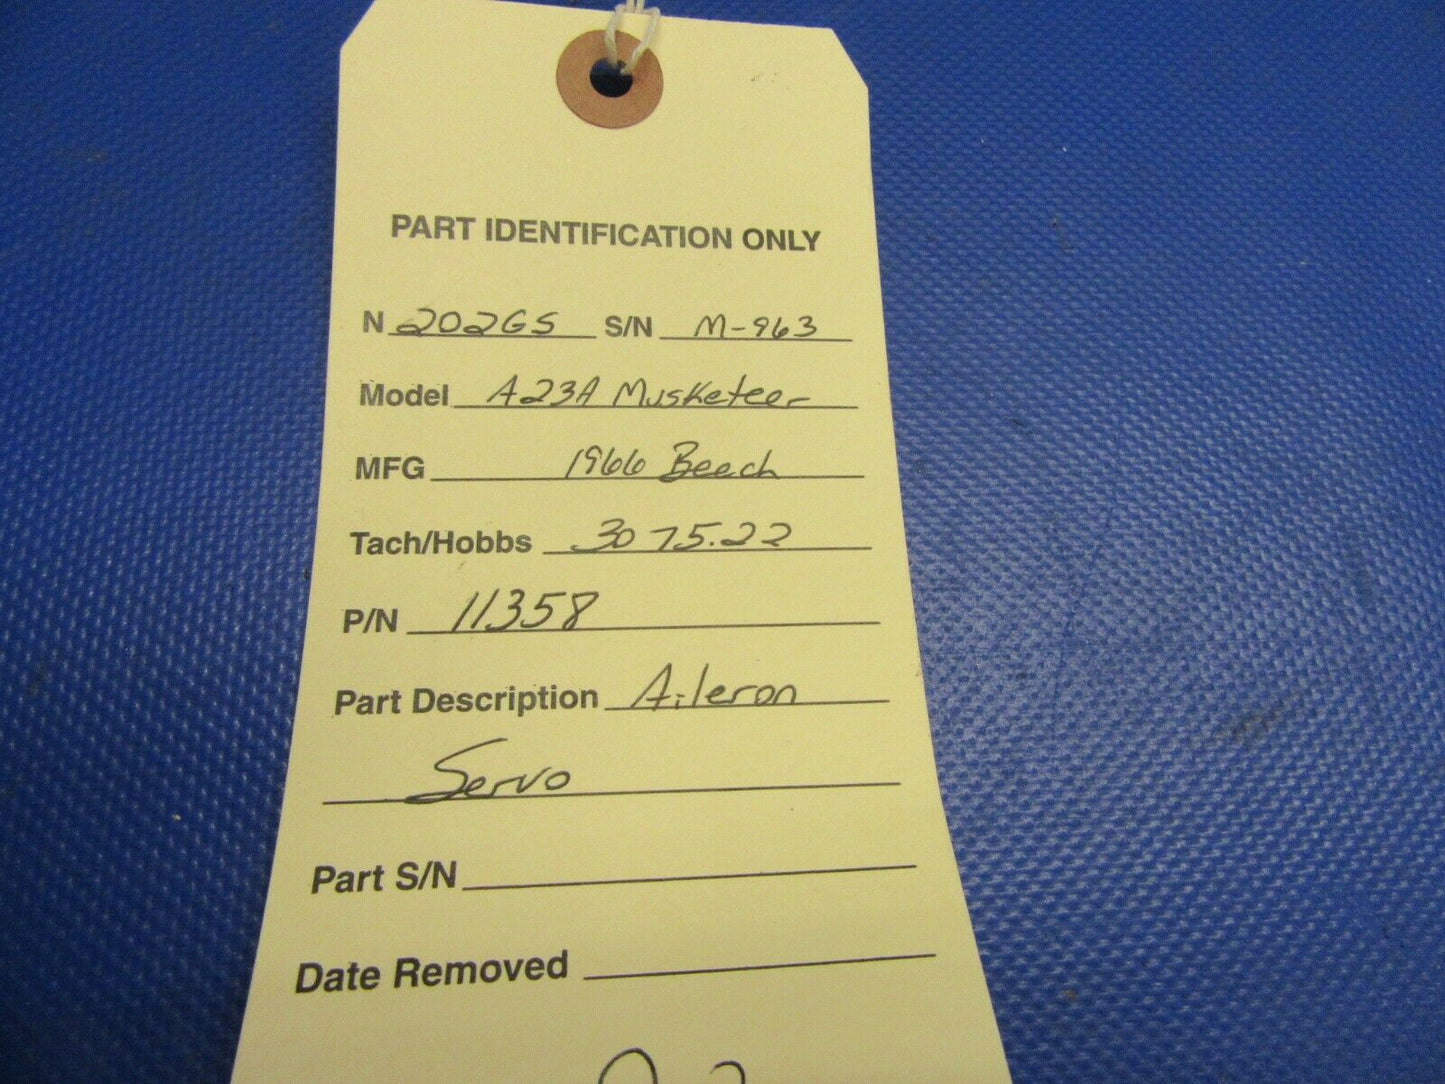 PART IDENTIFICATION ONLY
N 202GS S/N M-963
Model A23A Musketeer
MFG 1966 Beech
Tach/Hobbs 3075.22
P/N 11358
Part Description Aileron
Servo
Part S/N
Date Removed